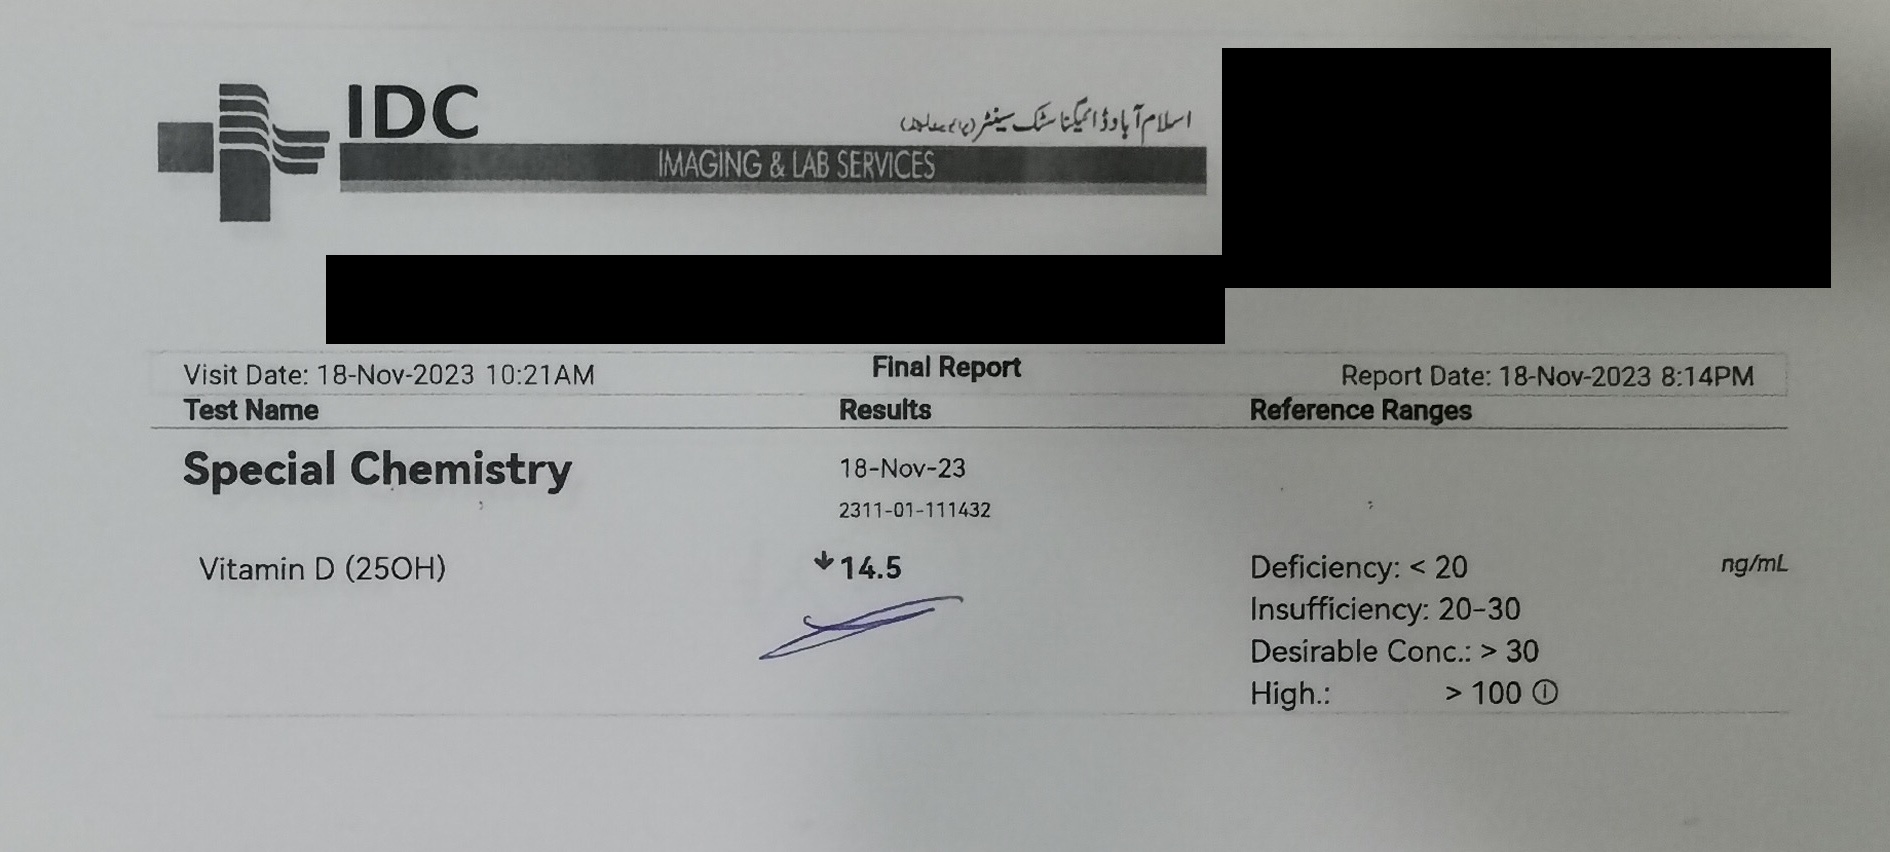 IDC
اسلام آباد ڈائیگناسٹک سینٹر
IMAGING & LAB SERVICES
Visit Date: 18-Nov-2023 10:21AM
Final Report
Report Date: 18-Nov-2023 8:14PM
Test Name Results Reference Ranges
Special Chemistry 18-Nov-23
2311-01-111432
Vitamin D (25OH) ↓14.5 Deficiency: < 20 ng/mL
Insufficiency: 20-30
Desirable Conc.: > 30
High.: > 100